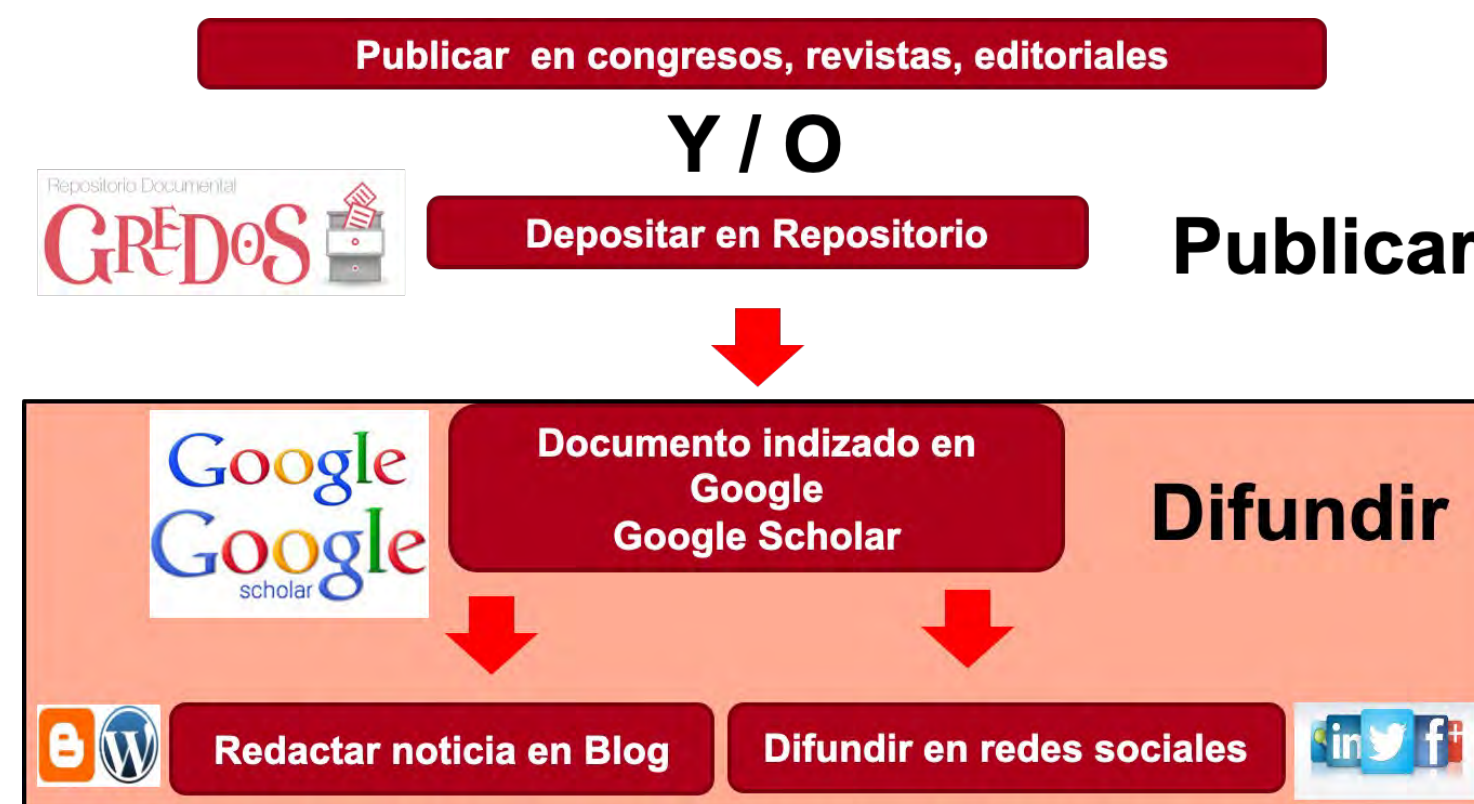 Publicar en congresos, revistas, editoriales
Y / O
Repositorio Documental
GREDOS
Depositar en Repositorio
Publicar
Google
Google
scholar
Documento indizado en
Google
Google Scholar
Difundir
B
W
Redactar noticia en Blog
Difundir en redes sociales
in
f
+